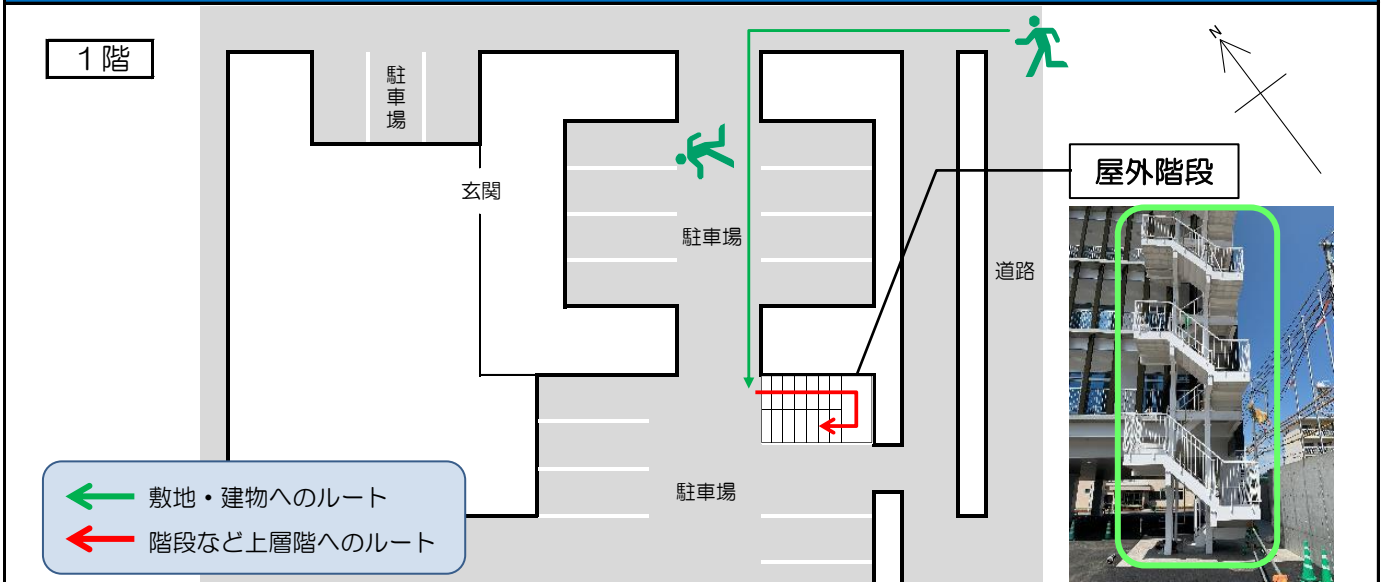 １階
N
駐車場
玄関
屋外階段
駐車場
道路
駐車場
敷地・建物へのルート
階段など上層階へのルート